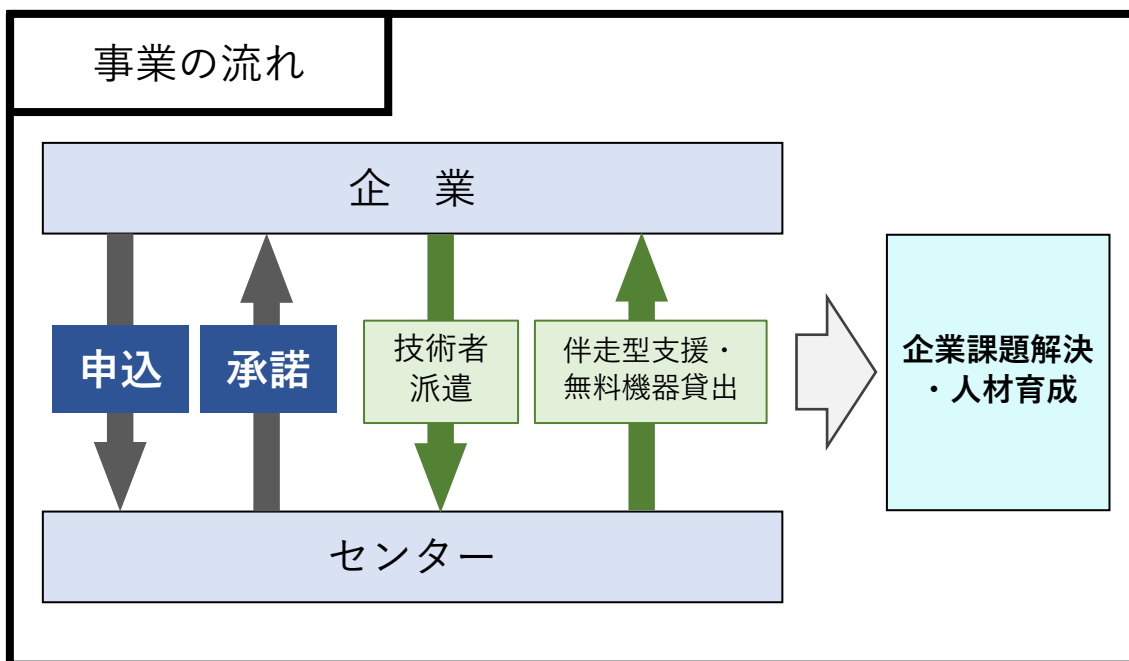 事業の流れ
企　業
申込
承諾
技術者
派遣
伴走型支援・
無料機器貸出
企業課題解決
・人材育成
センター